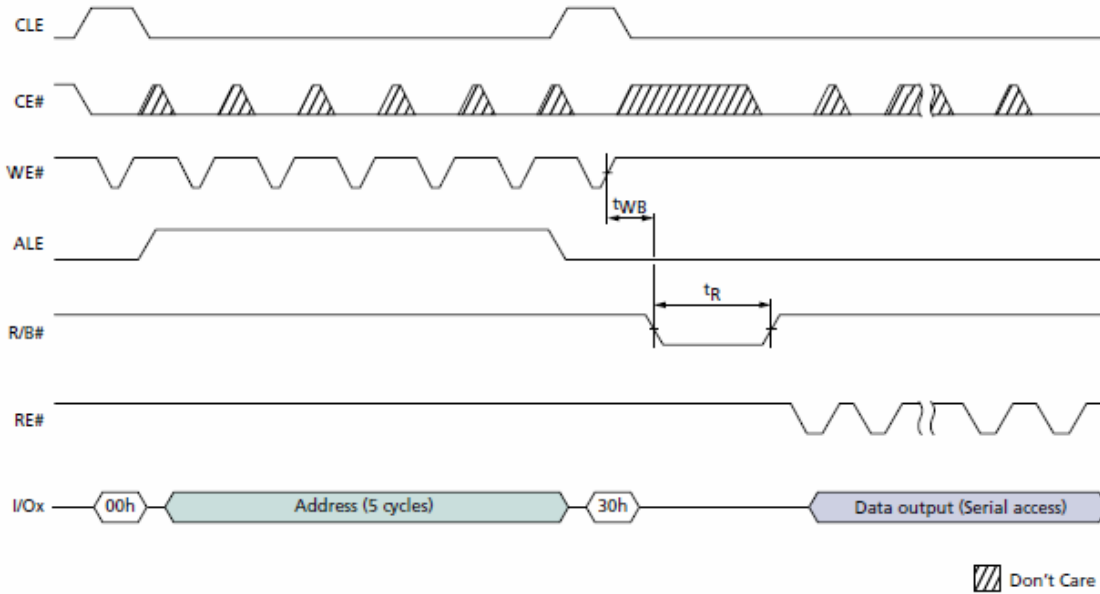 CLE
CE#
WE#
tWB
ALE
tR
R/B#
RE#
I/Ox
00h
Address (5 cycles)
30h
Data output (Serial access)
Don't Care